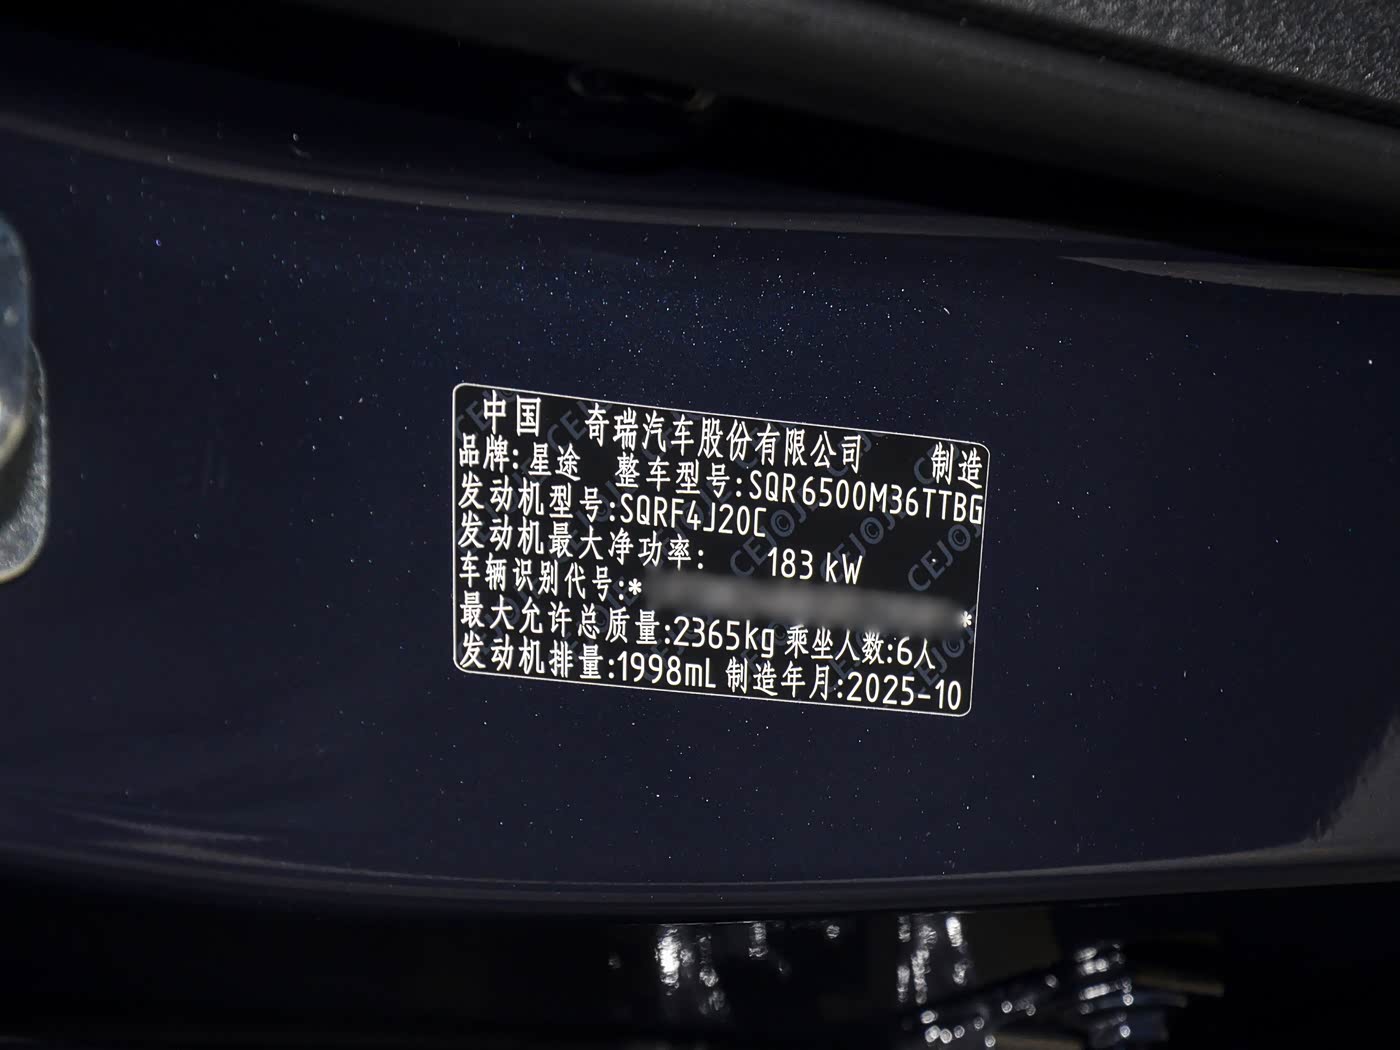 中国 奇瑞汽车股份有限公司 制造
品牌:星途 整车型号:SQR6500M36TTBG
发动机型号:SQRF4J20C
发动机最大净功率: 183 kW
车辆识别代号:* *
最大允许总质量:2365kg 乘坐人数:6人
发动机排量:1998mL 制造年月:2025-10